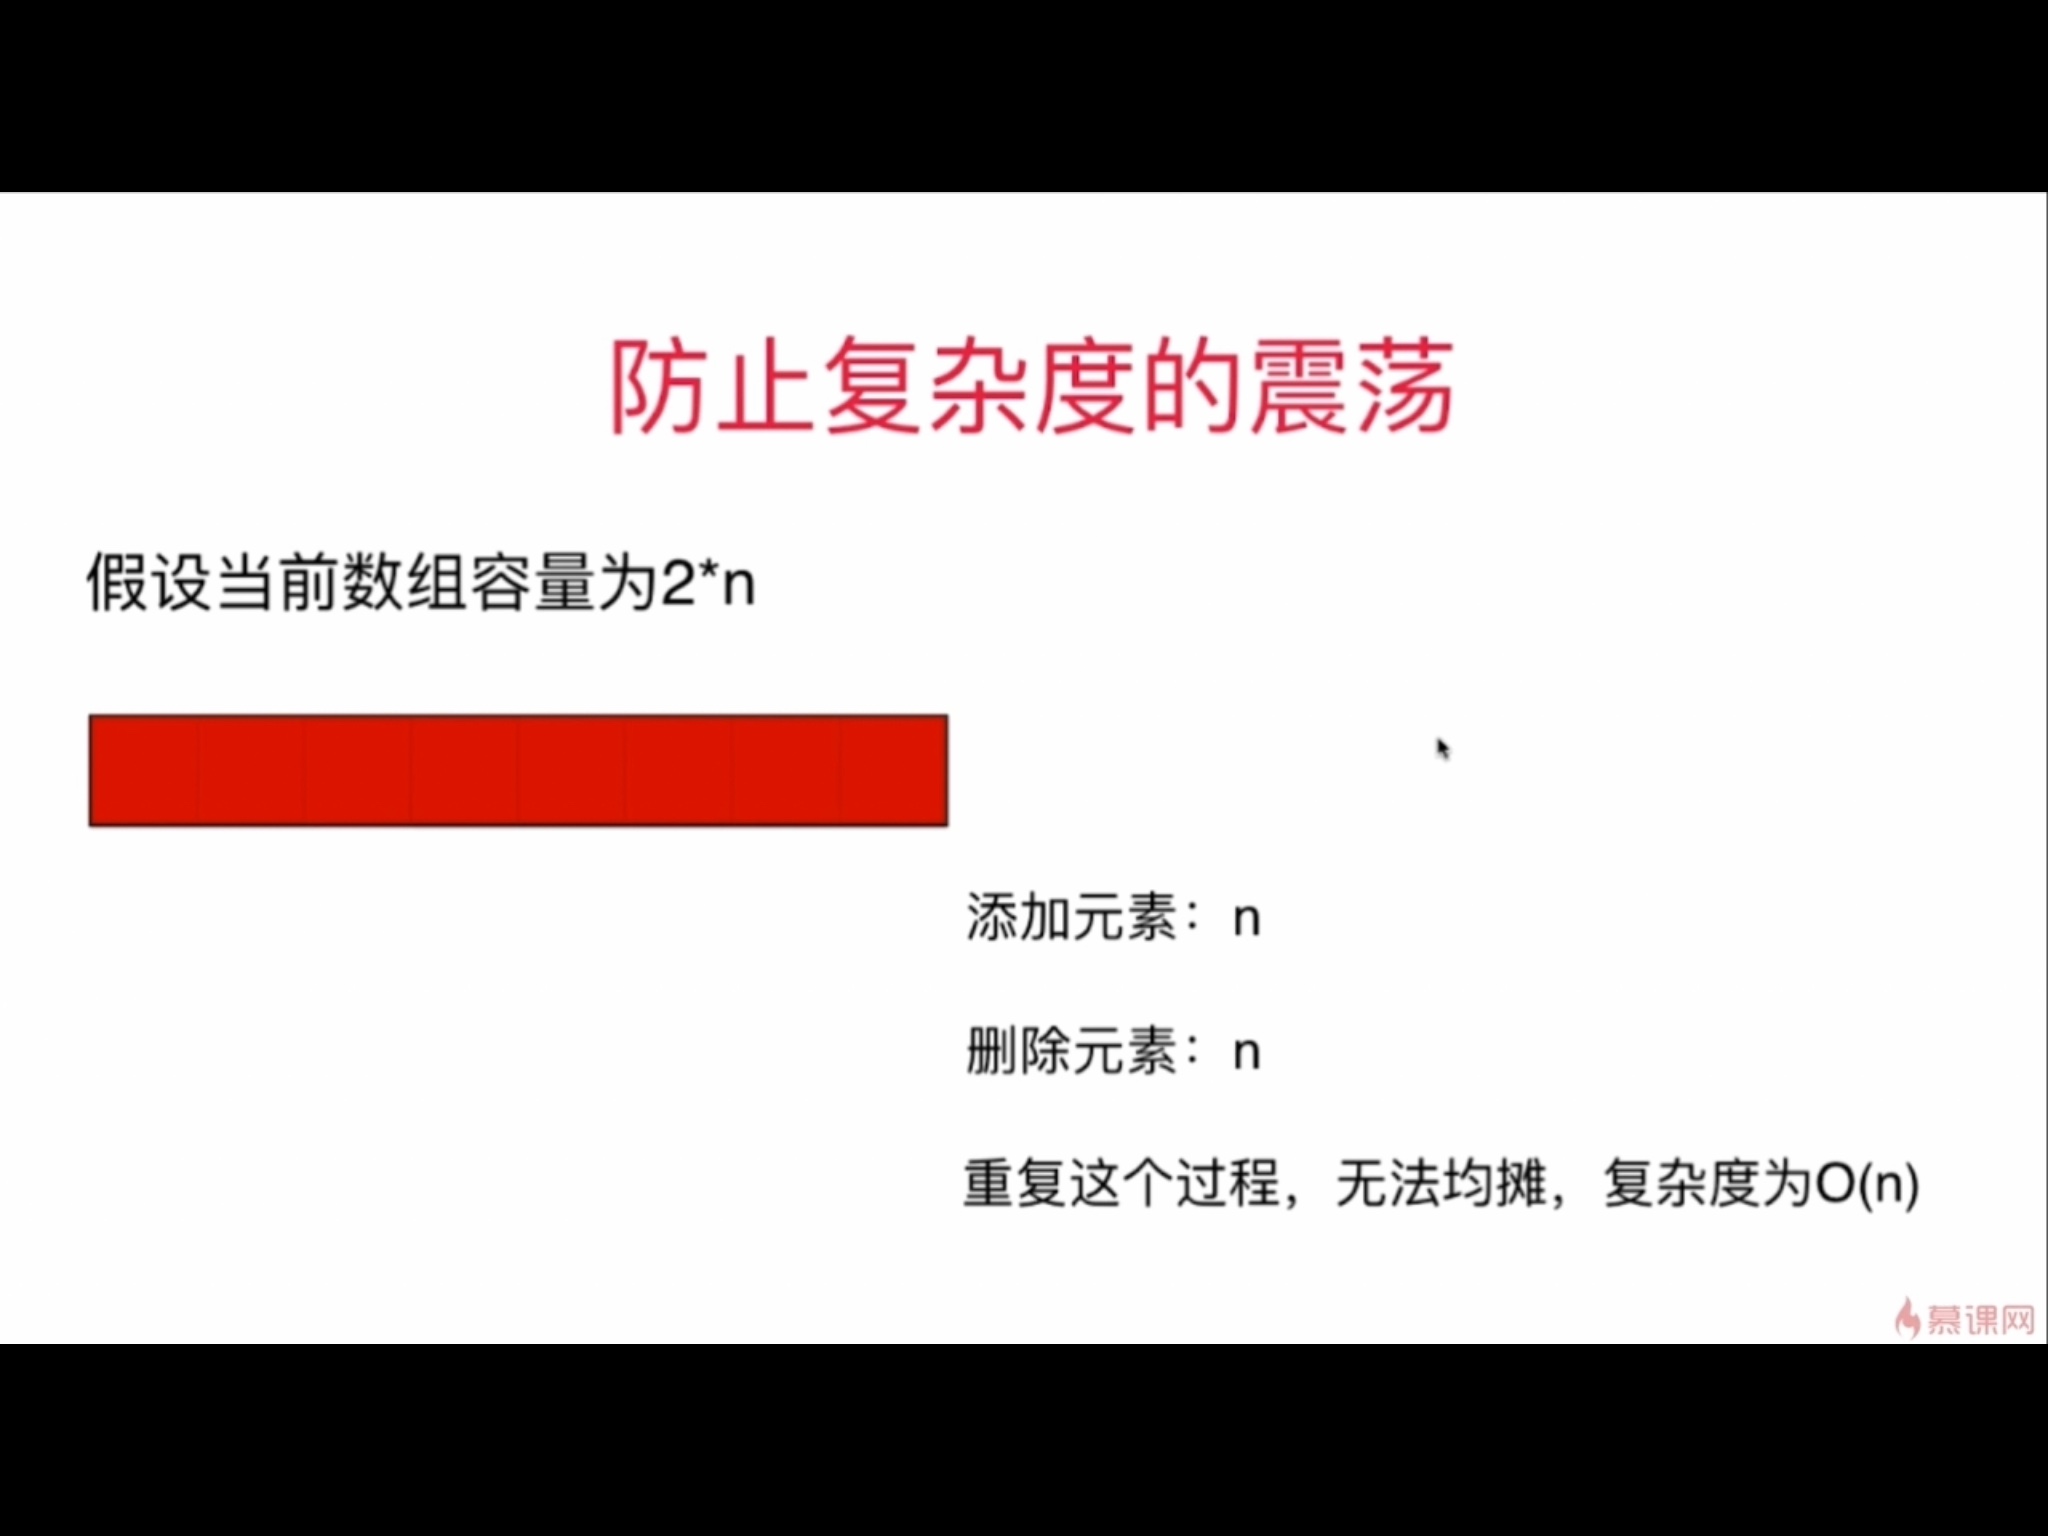 防止复杂度的震荡
假设当前数组容量为2*n
添加元素：n
删除元素：n
重复这个过程，无法均摊，复杂度为O(n)
慕课网